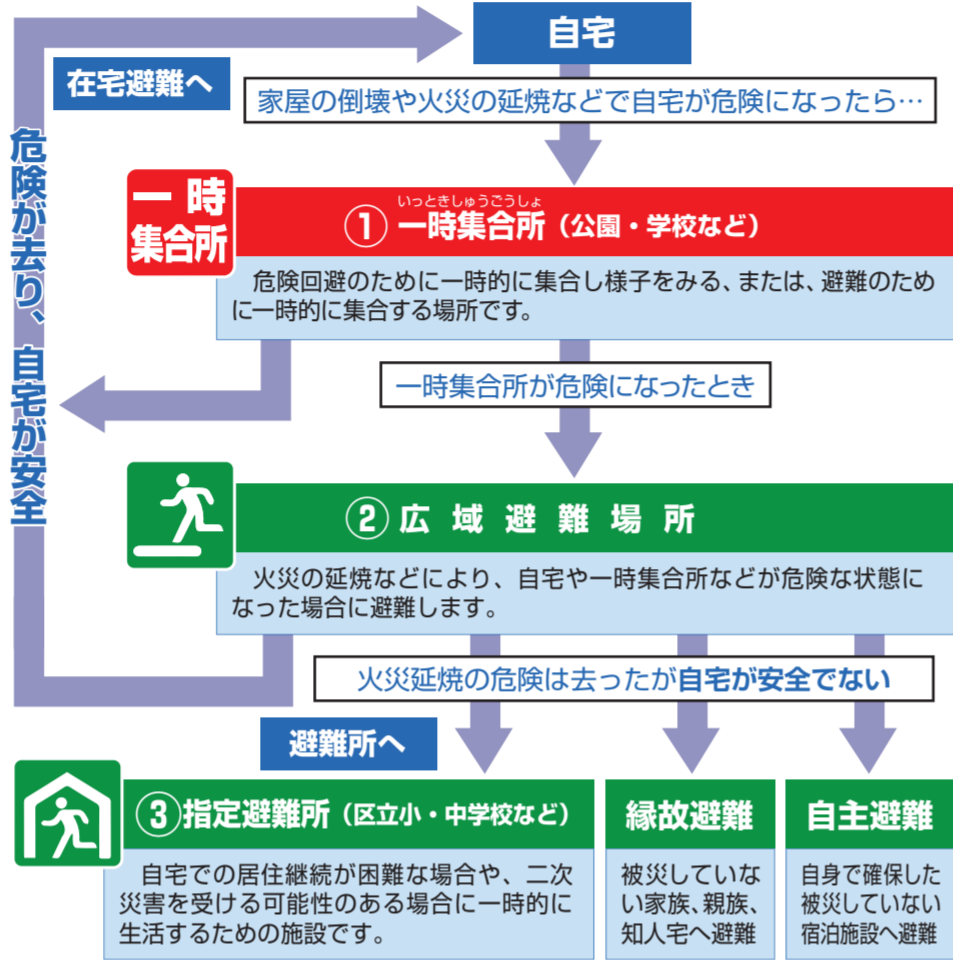 自宅
在宅避難へ
家屋の倒壊や火災の延焼などで自宅が危険になったら…
危険が去り、自宅が安全
一時
集合所
いっときしゅうごうしょ
①一時集合所（公園・学校など）
危険回避のために一時的に集合し様子をみる、または、避難のため
に一時的に集合する場所です。
一時集合所が危険になったとき
②広域避難場所
火災の延焼などにより、自宅や一時集合所などが危険な状態に
なった場合に避難します。
火災延焼の危険は去ったが自宅が安全でない
避難所へ
③指定避難所（区立小・中学校など）
自宅での居住継続が困難な場合や、二次
災害を受ける可能性のある場合に一時的に
生活するための施設です。
縁故避難
被災していな
い家族、親族、
知人宅へ避難
自主避難
自身で確保した
被災していない
宿泊施設へ避難